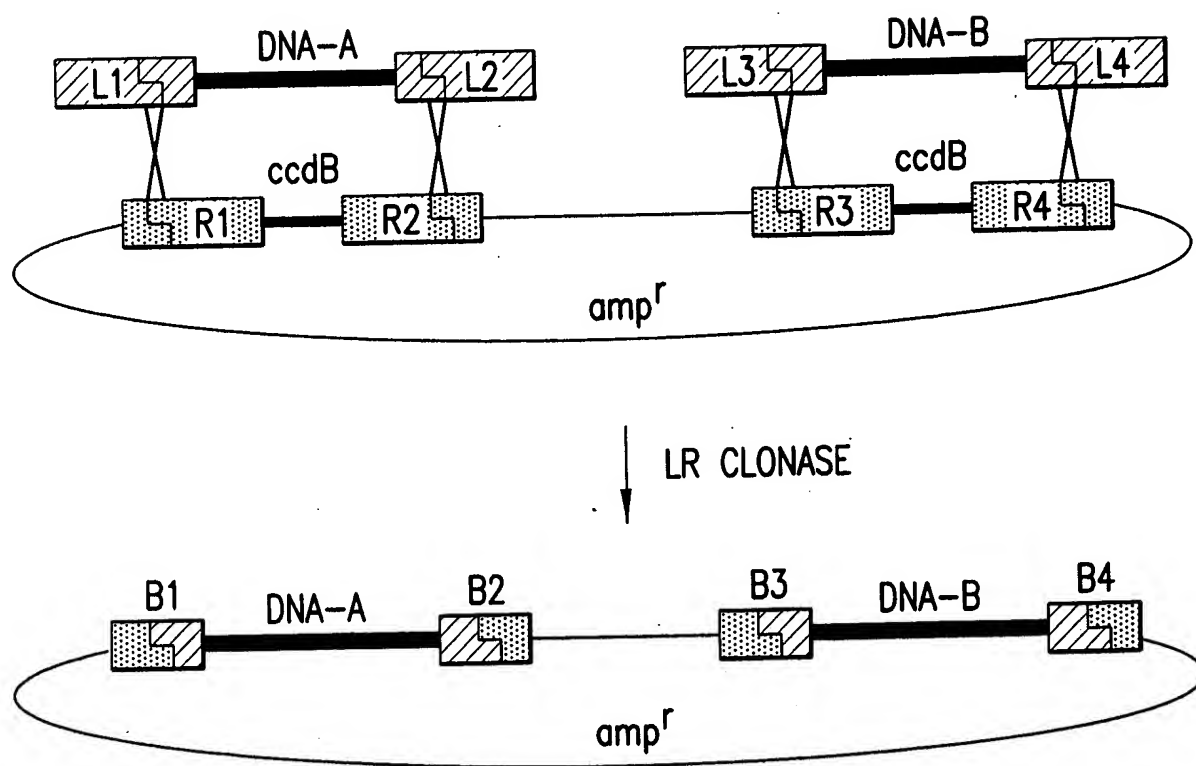 DNA-A
DNA-B
L1
L2
L3
L4
ccdB
ccdB
R1
R2
R3
R4
amp^r
LR CLONASE
B1
DNA-A
B2
B3
DNA-B
B4
amp^r